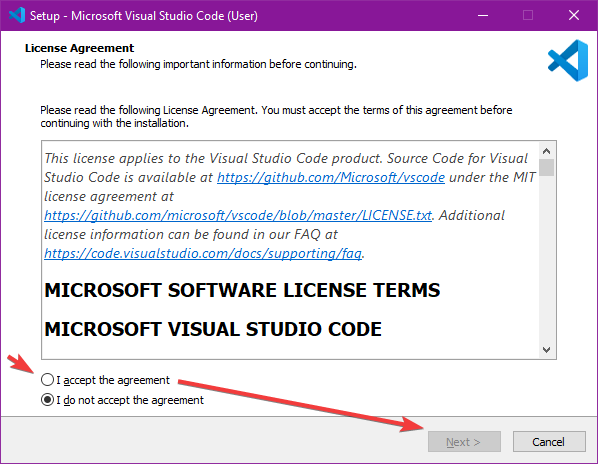 Setup - Microsoft Visual Studio Code (User)
License Agreement
Please read the following important information before continuing.
Please read the following License Agreement. You must accept the terms of this agreement before
continuing with the installation.
This license applies to the Visual Studio Code product. Source Code for Visual
Studio Code is available at https://github.com/Microsoft/vscode under the MIT
license agreement at
https://github.com/microsoft/vscode/blob/master/LICENSE.txt. Additional
license information can be found in our FAQ at
https://code.visualstudio.com/docs/supporting/faq.
MICROSOFT SOFTWARE LICENSE TERMS
MICROSOFT VISUAL STUDIO CODE
I accept the agreement
I do not accept the agreement
Next >
Cancel